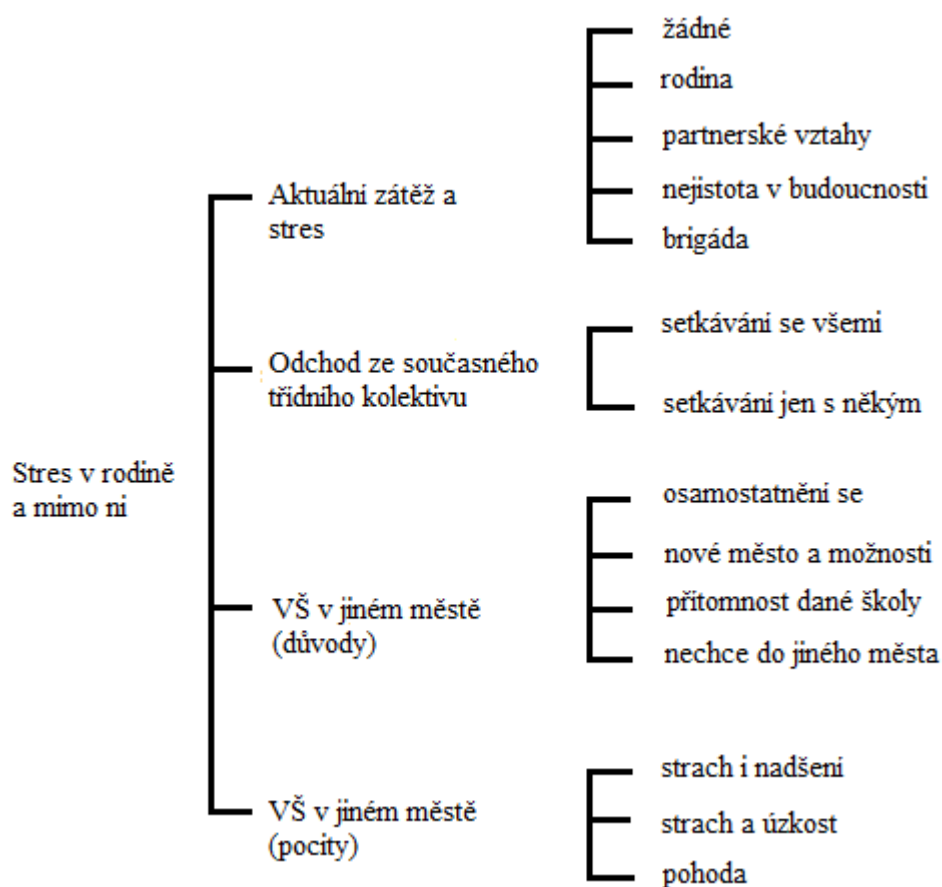 žádné
rodina
partnerské vztahy
nejistota v budoucnosti
brigáda
Aktuální zátěž a
stres
setkávání se všemi
setkávání jen s někým
Odchod ze současného
třídního kolektivu
Stres v rodině
a mimo ni
osamostatnění se
nové město a možnosti
přítomnost dané školy
nechce do jiného města
VŠ v jiném městě
(důvody)
strach i nadšení
strach a úzkost
pohoda
VŠ v jiném městě
(pocity)